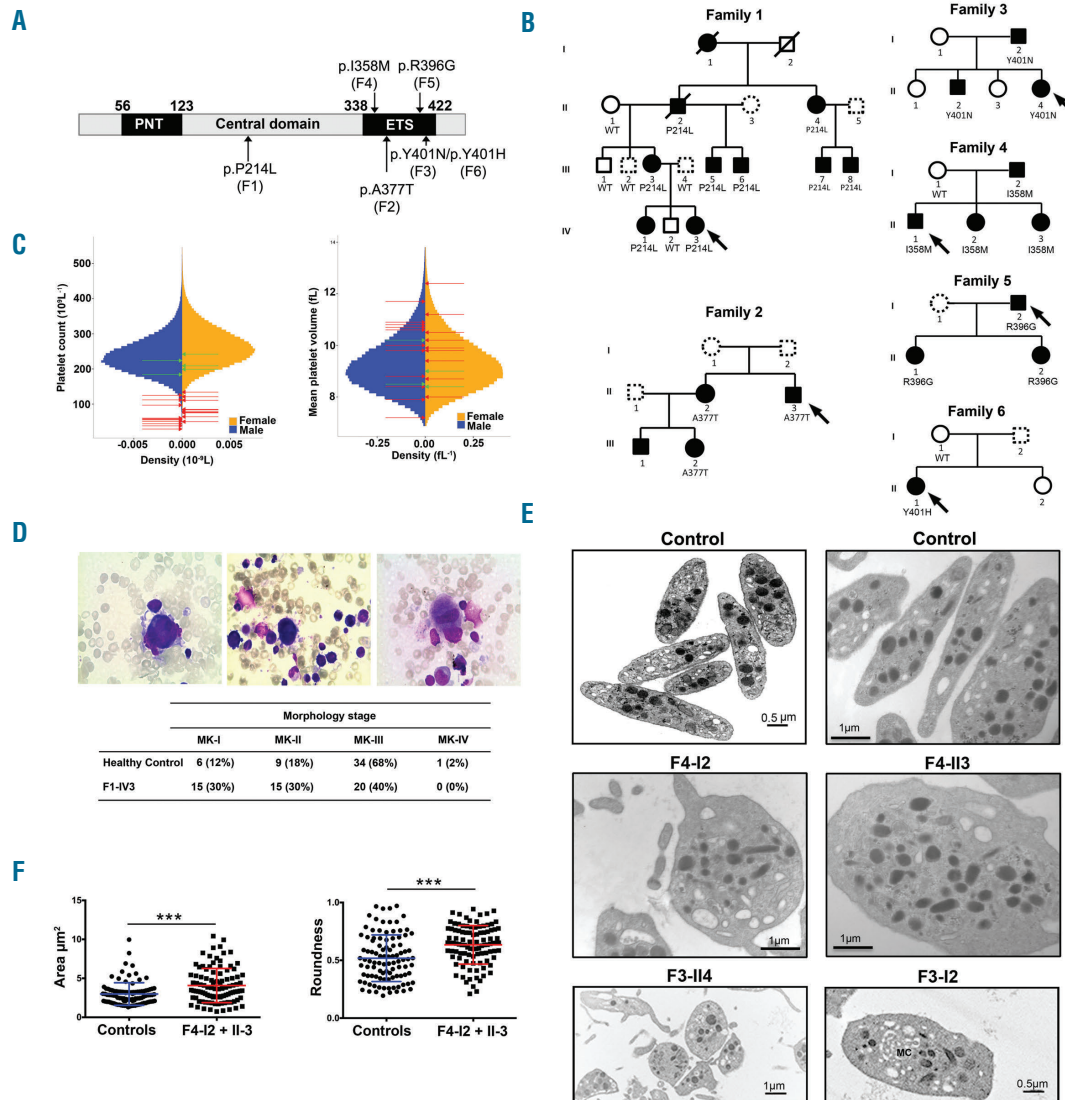 A
p.I358M p.R396G
(F4) (F5)
56 123 338 422
PNT Central domain ETS
p.P214L
(F1)
p.Y401N/p.Y401H
(F3) (F6)
p.A377T
(F2)
B
Family 1
I
1 2
II
1 2 3 4 5
WT P214L P214L
III
1 2 3 4 5 6 7 8
WT WT P214L WT P214L P214L P214L P214L
IV
1 2 3
P214L WT P214L
Family 2
I
1 2
II
1 2 3
A377T A377T
III
1 2
A377T
Family 3
I
1 2
Y401N
II
1 2 3 4
Y401N Y401N
Family 4
I
1 2
WT I358M
II
1 2 3
I358M I358M I358M
Family 5
I
1 2
R396G
II
1 2
R396G R396G
Family 6
I
1 2
WT
II
1 2
Y401H
C
Platelet count (10⁹L⁻¹)
500
400
300
200
100
-0.005 0.000 0.005
Density (10⁻⁹L)
Female
Male
Mean platelet volume (fL)
14
12
10
8
-0.25 0.00 0.25
Density (fL⁻¹)
Female
Male
D
Morphology stage
MK-I MK-II MK-III MK-IV
Healthy Control 6 (12%) 9 (18%) 34 (68%) 1 (2%)
F1-IV3 15 (30%) 15 (30%) 20 (40%) 0 (0%)
E
Control
0.5 µm
Control
1µm
F4-I2
1µm
F4-II3
1µm
F3-II4
1µm
F3-I2
MC
0.5µm
F
Area µm²
15
10
5
0
***
Controls F4-I2 + II-3
Roundness
1.0
0.5
0.0
***
Controls F4-I2 + II-3